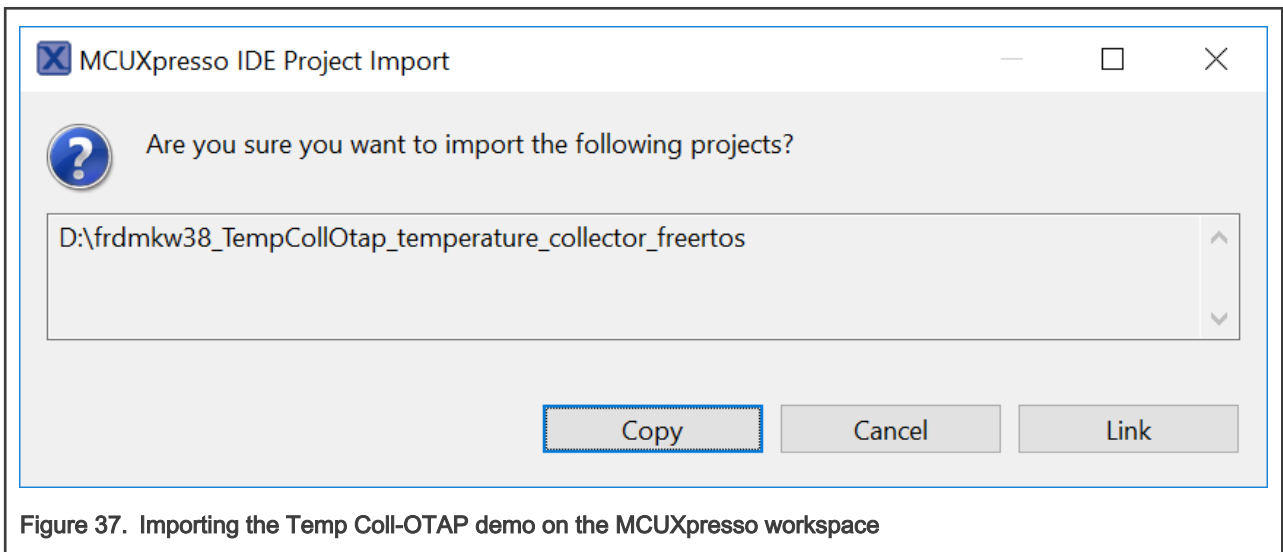 MCUXpresso IDE Project Import
Are you sure you want to import the following projects?
D:\frdmkw38_TempCollOtap_temperature_collector_freertos
Copy Cancel Link
Figure 37. Importing the Temp Coll-OTAP demo on the MCUXpresso workspace